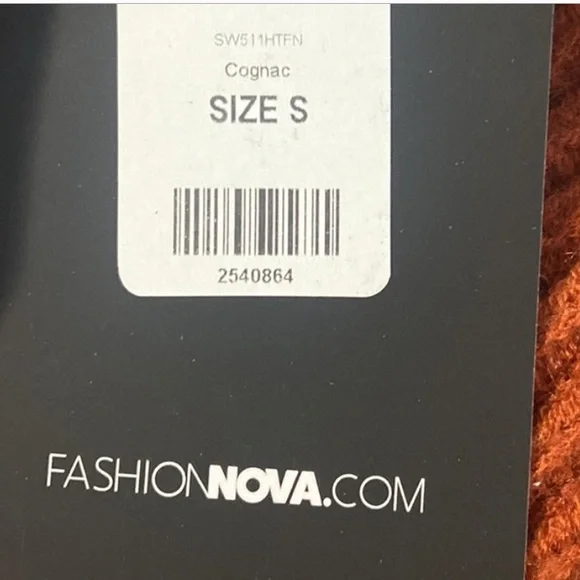 SW511HTFN
Cognac
SIZE S
2540864
FASHIONNOVA.COM